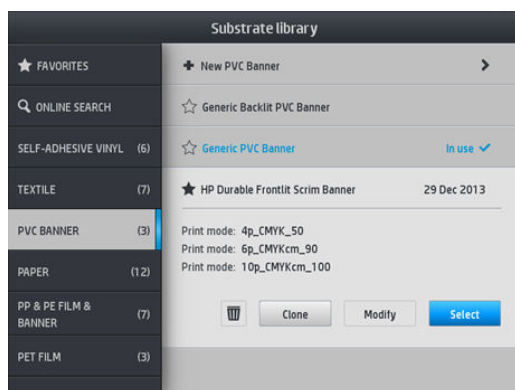 Substrate library
FAVORITES
ONLINE SEARCH
SELF-ADHESIVE VINYL (6)
TEXTILE (7)
PVC BANNER (3)
PAPER (12)
PP & PE FILM &
BANNER (7)
PET FILM (3)
New PVC Banner
Generic Backlit PVC Banner
Generic PVC Banner In use
HP Durable Frontlit Scrim Banner 29 Dec 2013
Print mode: 4p_CMYK_50
Print mode: 6p_CMYKcm_90
Print mode: 10p_CMYKcm_100
Clone Modify Select